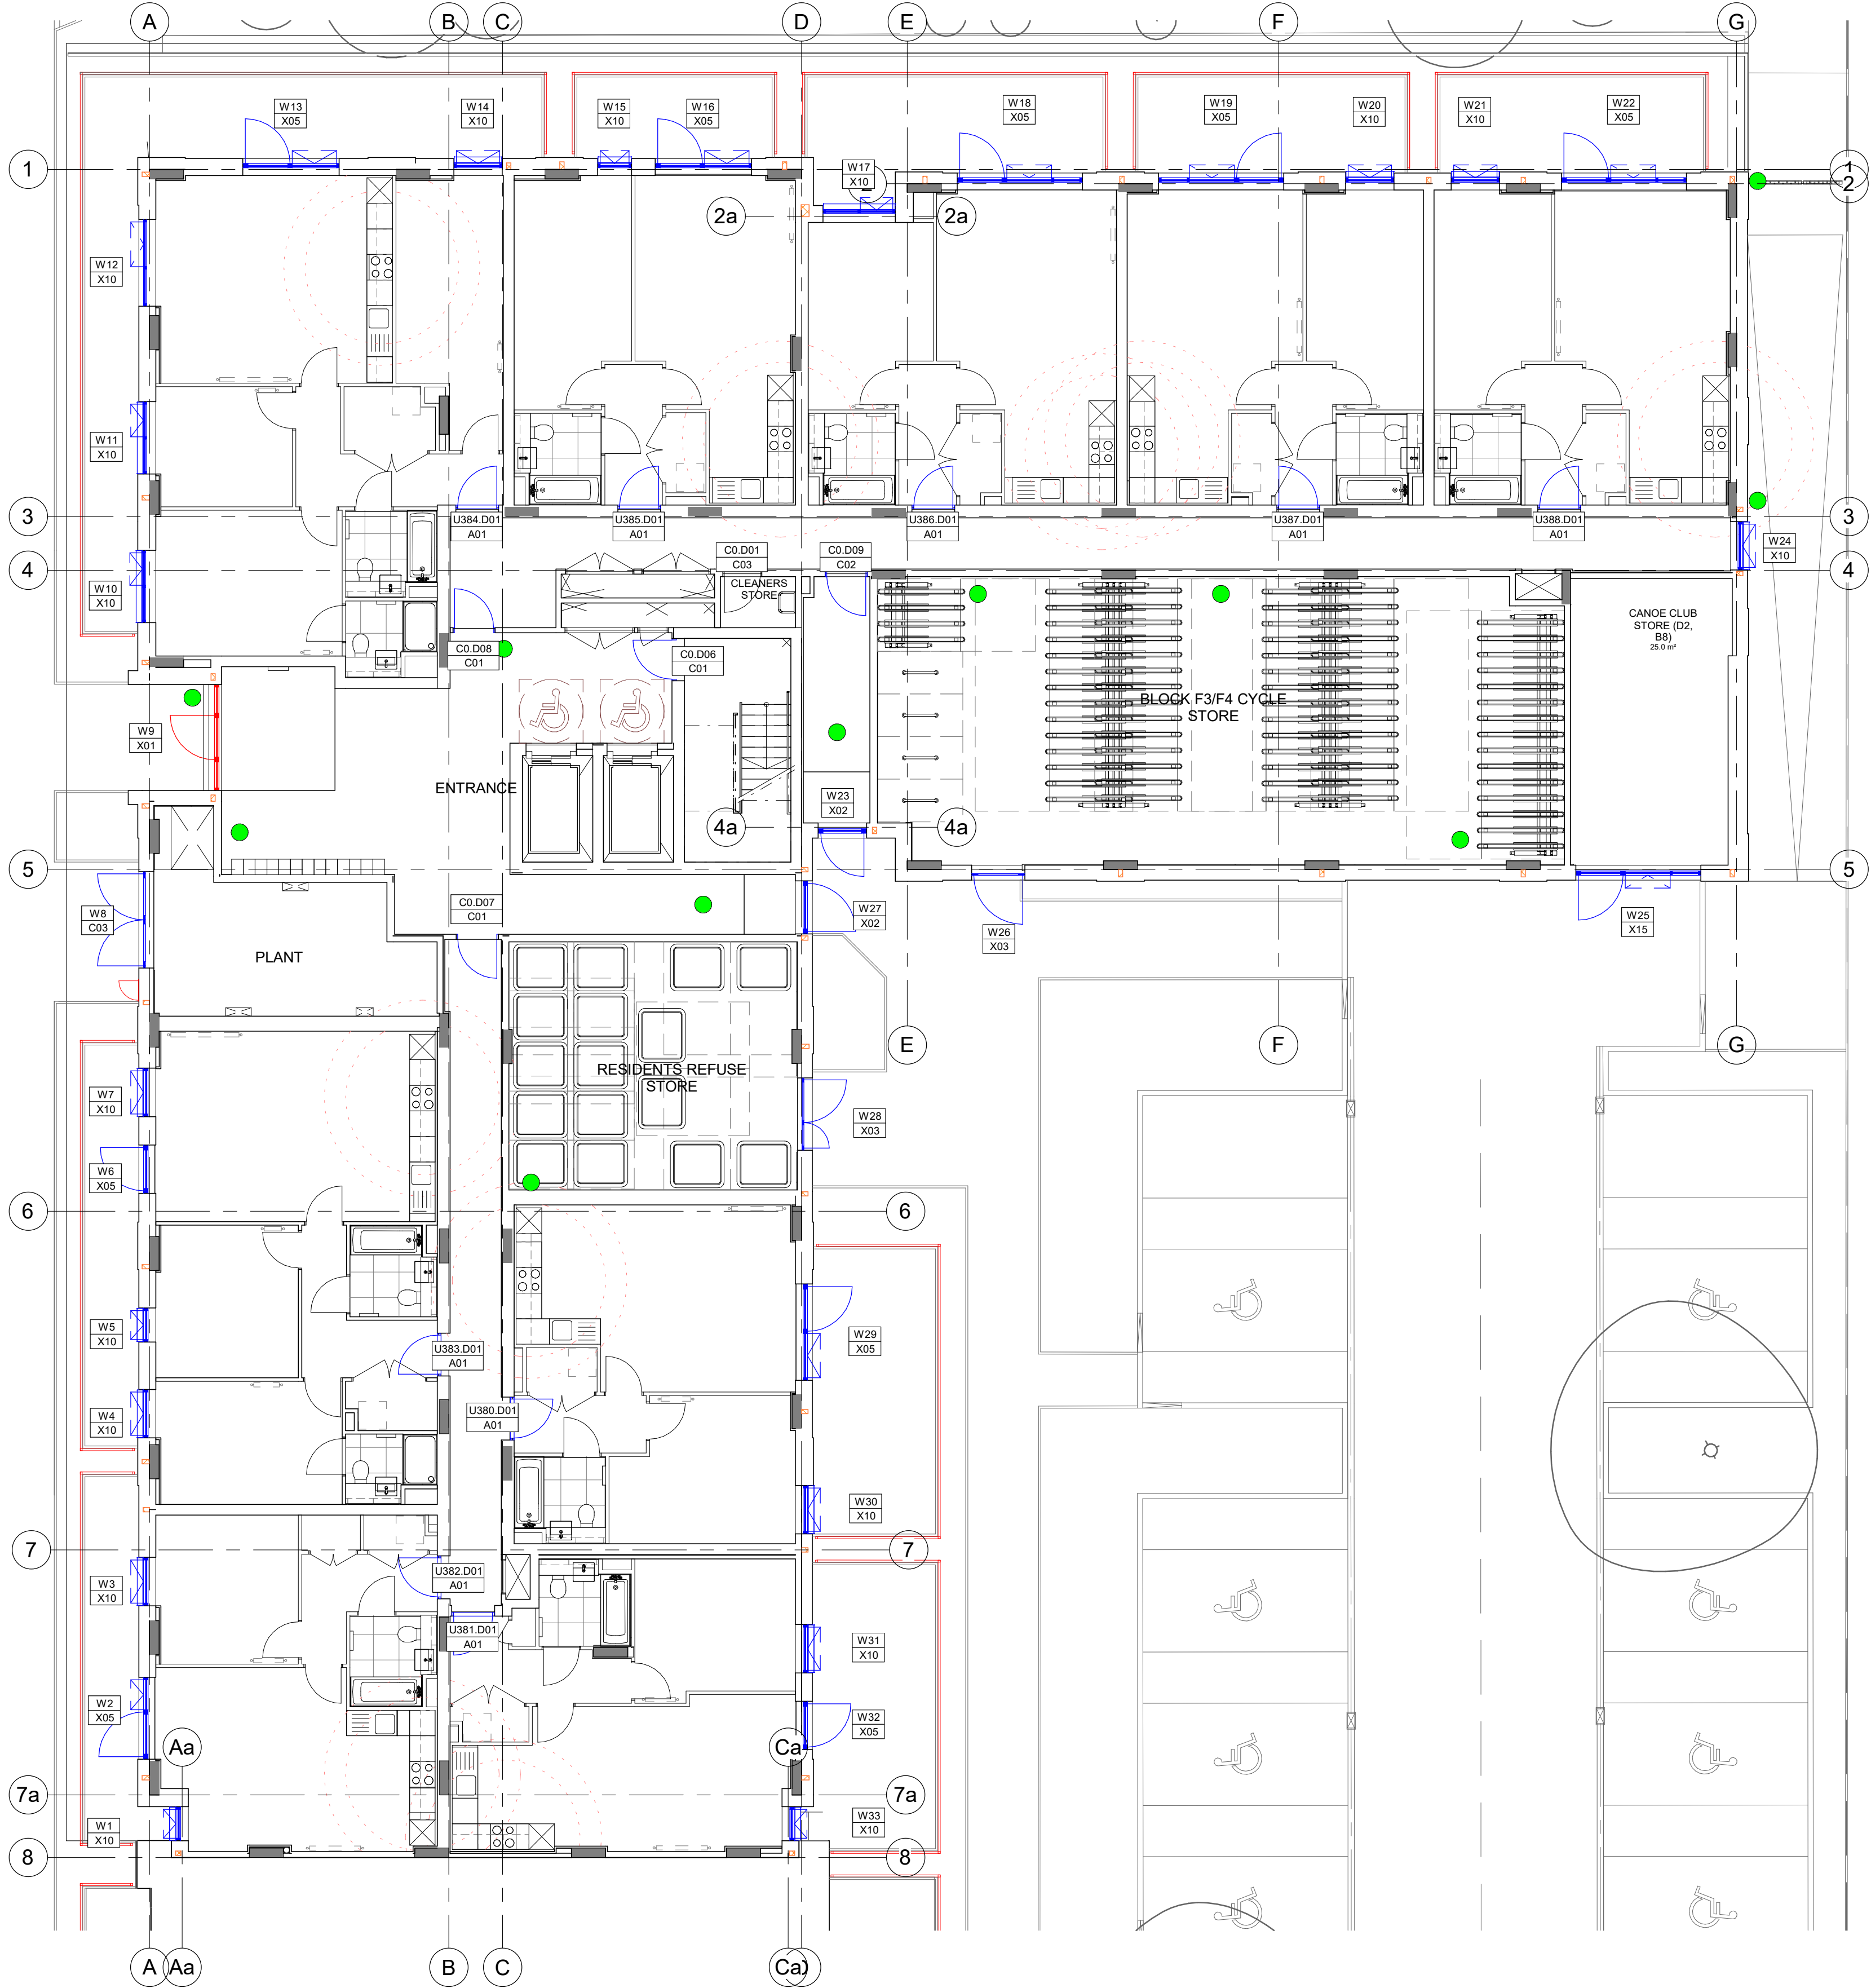 A
B
C
D
E
F
G
W13
X05
W14
X10
W15
X10
W16
X05
W18
X05
W19
X05
W20
X10
W21
X10
W22
X05
1
W17
X10
1
2
2a
2a
W12
X10
W11
X10
3
U384.D01
A01
U385.D01
A01
U386.D01
A01
U387.D01
A01
U388.D01
A01
3
W24
X10
4
W10
X10
C0.D01
C03
C0.D09
C02
4
CLEANERS
STORE
CANOE CLUB
STORE (D2,
B8)
25.0 m²
C0.D08
C01
C0.D06
C01
BLOCK F3/F4 CYCLE
STORE
W9
X01
ENTRANCE
W23
X02
4a
4a
5
5
W8
C03
C0.D07
C01
W27
X02
W26
X03
W25
X15
PLANT
E
F
G
RESIDENTS REFUSE
STORE
W7
X10
W28
X03
W6
X05
6
6
W5
X10
U383.D01
A01
W29
X05
W4
X10
U380.D01
A01
W30
X10
7
7
W3
X10
U382.D01
A01
U381.D01
A01
W31
X10
W2
X05
W32
X05
Aa
Ca
7a
7a
W1
X10
W33
X10
8
8
A
Aa
B
C
Ca